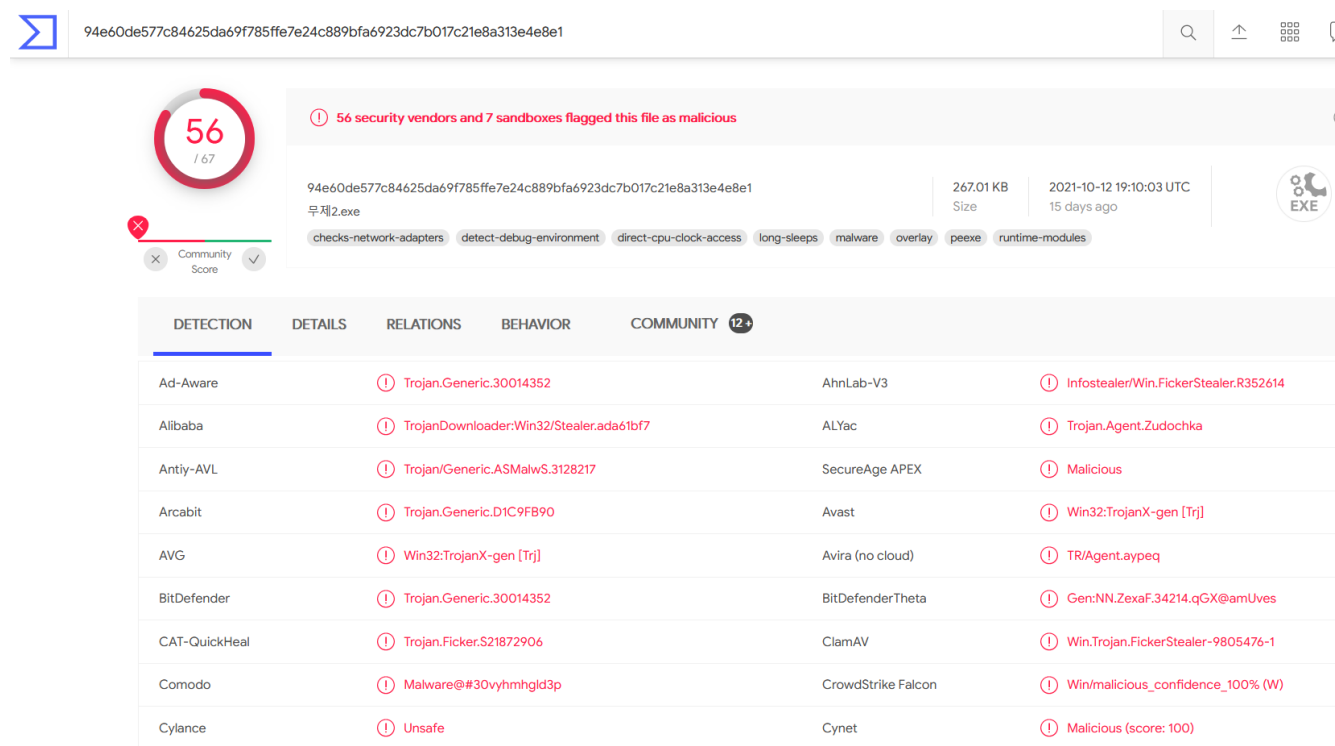 94e60de577c84625da69f785ffe7e24c889bfa6923dc7b017c21e8a313e4e8e1
56
/ 67
56 security vendors and 7 sandboxes flagged this file as malicious
94e60de577c84625da69f785ffe7e24c889bfa6923dc7b017c21e8a313e4e8e1
무제2.exe
267.01 KB
Size
2021-10-12 19:10:03 UTC
15 days ago
EXE
checks-network-adapters detect-debug-environment direct-cpu-clock-access long-sleeps malware overlay peexe runtime-modules
Community
Score
DETECTION DETAILS RELATIONS BEHAVIOR COMMUNITY 12+
Ad-Aware Trojan.Generic.30014352 AhnLab-V3 Infostealer/Win.FickerStealer.R352614
Alibaba TrojanDownloader:Win32/Stealer.ada61bf7 ALYac Trojan.Agent.Zudochka
Antiy-AVL Trojan/Generic.ASMalwS.3128217 SecureAge APEX Malicious
Arcabit Trojan.Generic.D1C9FB90 Avast Win32:TrojanX-gen [Trj]
AVG Win32:TrojanX-gen [Trj] Avira (no cloud) TR/Agent.aypeq
BitDefender Trojan.Generic.30014352 BitDefenderTheta Gen:NN.ZexaF.34214.qGX@amUves
CAT-QuickHeal Trojan.Ficker.S21872906 ClamAV Win.Trojan.FickerStealer-9805476-1
Comodo Malware@#30vyhmhgld3p CrowdStrike Falcon Win/malicious_confidence_100% (W)
Cylance Unsafe Cynet Malicious (score: 100)